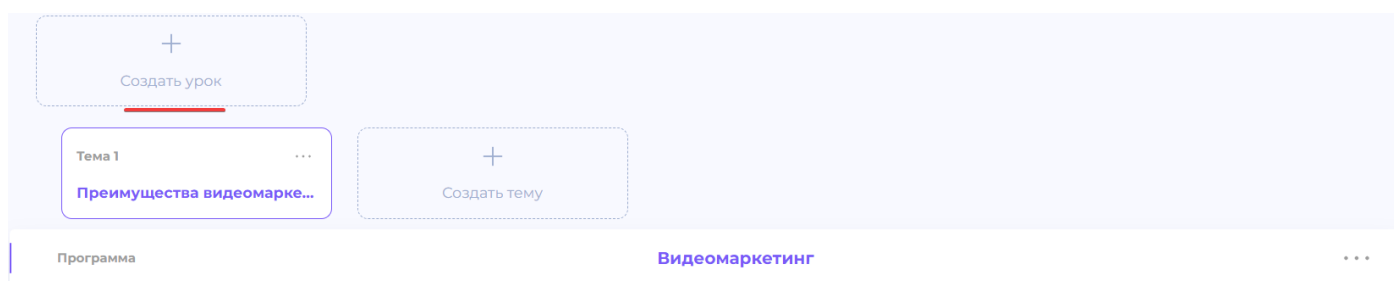 Создать урок
Тема 1
Преимущества видеомарке...
Создать тему
Программа
Видеомаркетинг